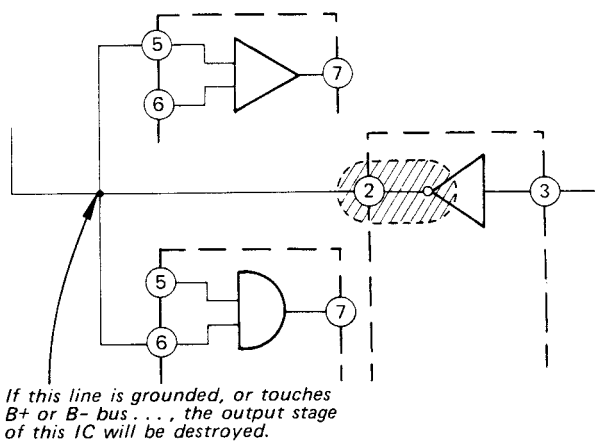 5
7
6
2
3
5
7
6
If this line is grounded, or touches
B+ or B- bus . . . , the output stage
of this IC will be destroyed.